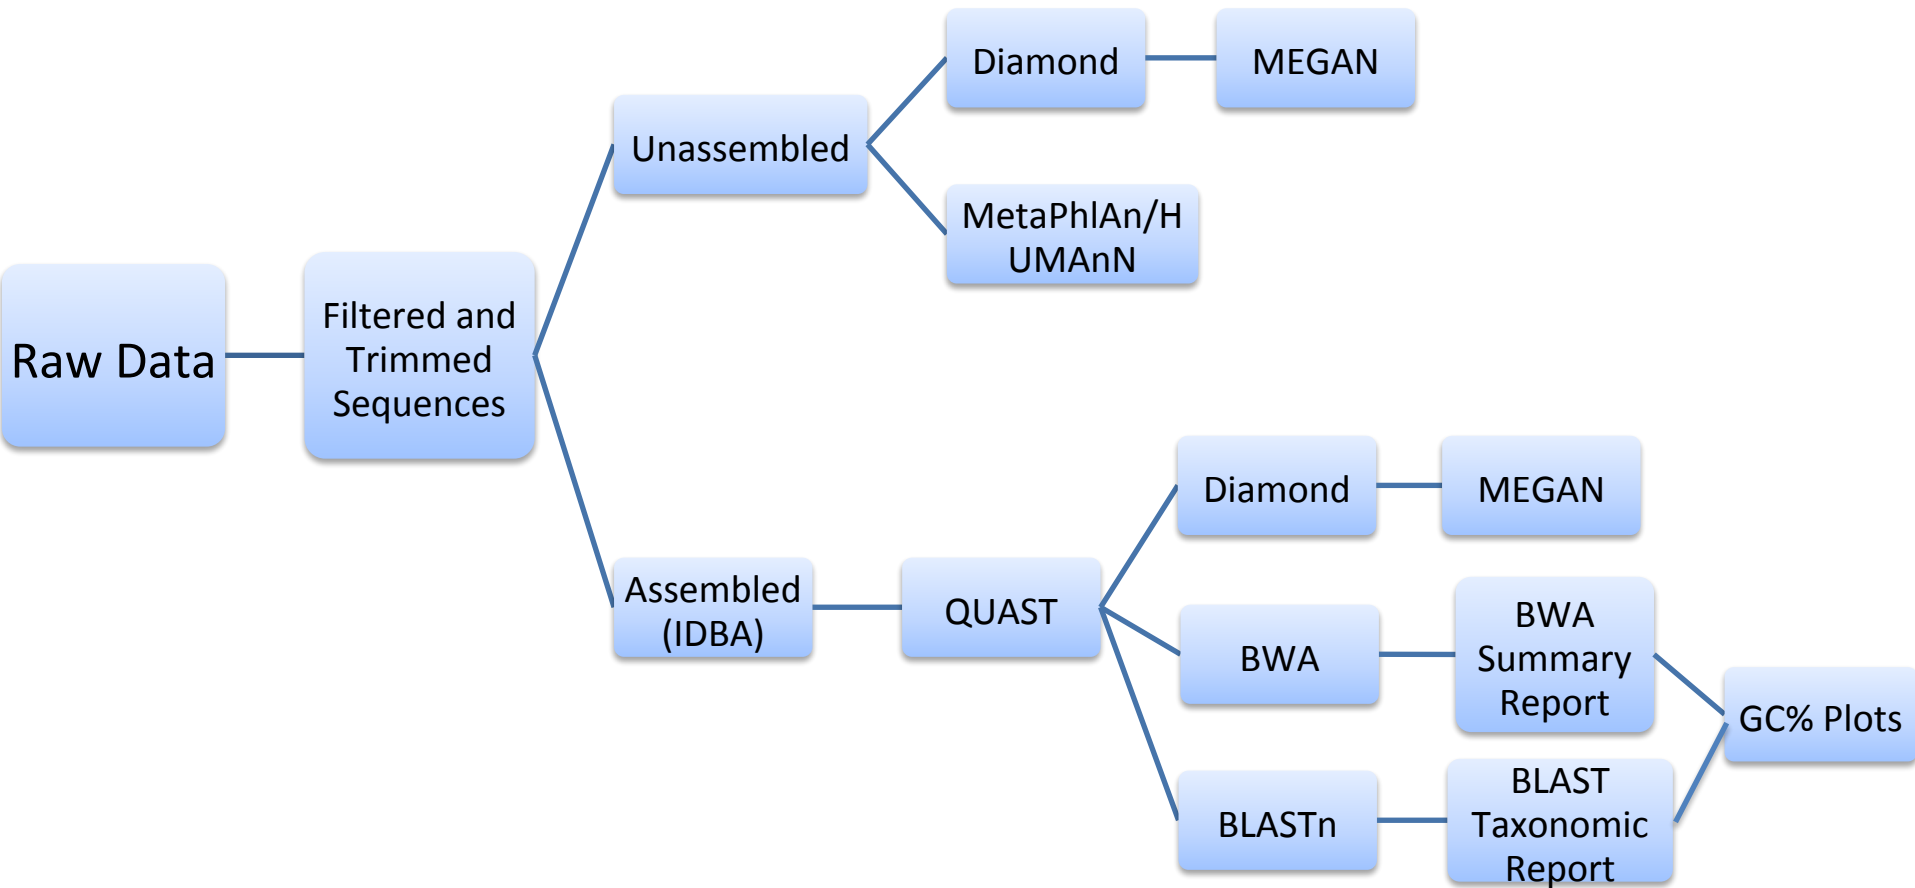 Diamond
MEGAN
Unassembled
MetaPhlAn/H
UMAnN
Raw Data
Filtered and
Trimmed
Sequences
Diamond
MEGAN
Assembled
(IDBA)
QUAST
BWA
BWA
Summary
Report
GC% Plots
BLASTn
BLAST
Taxonomic
Report